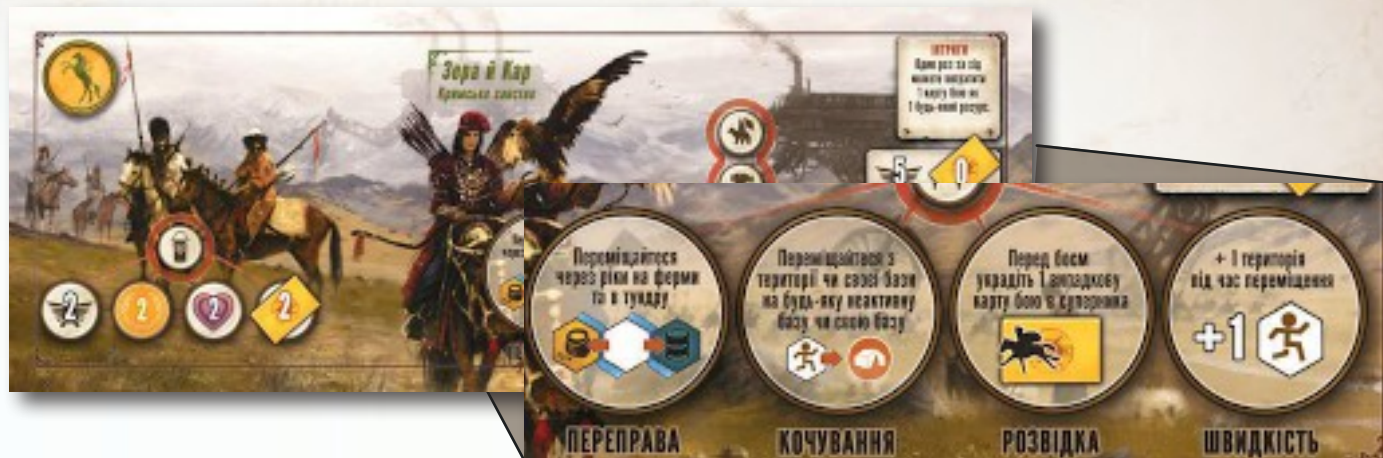 Зера й Кар
Кримське ханство
ІНТРИГИ
Один раз за хід
можете витратити
1 карту бою як
1 будь-який ресурс.
5
0
2
2
2
2
Переміщайтеся
через ріки на ферми
та в тундру
ПЕРЕПРАВА
Переміщайтеся з
території чи своєї бази
на будь-яку неактивну
базу чи свою базу
КОЧУВАННЯ
Перед боєм
украдіть 1 випадкову
карту бою в суперника
РОЗВІДКА
+ 1 територія
під час переміщення
+1
ШВИДКІСТЬ